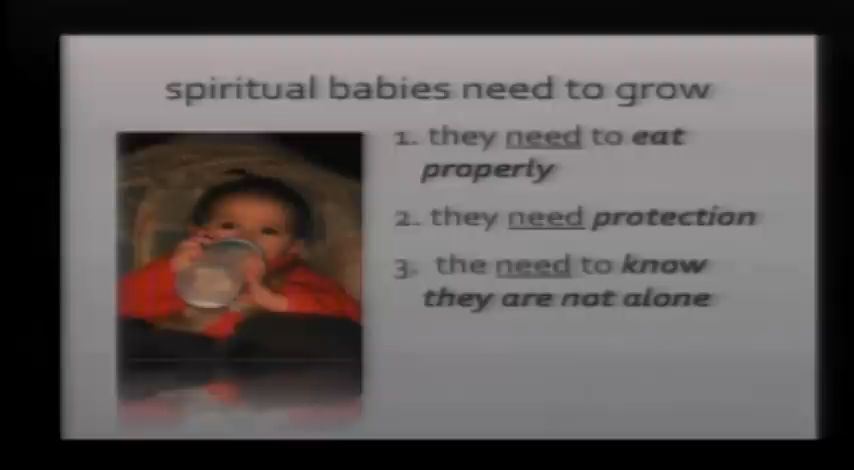 spiritual babies need to grow
1. they need to eat
properly
2. they need protection
3. the need to know
they are not alone